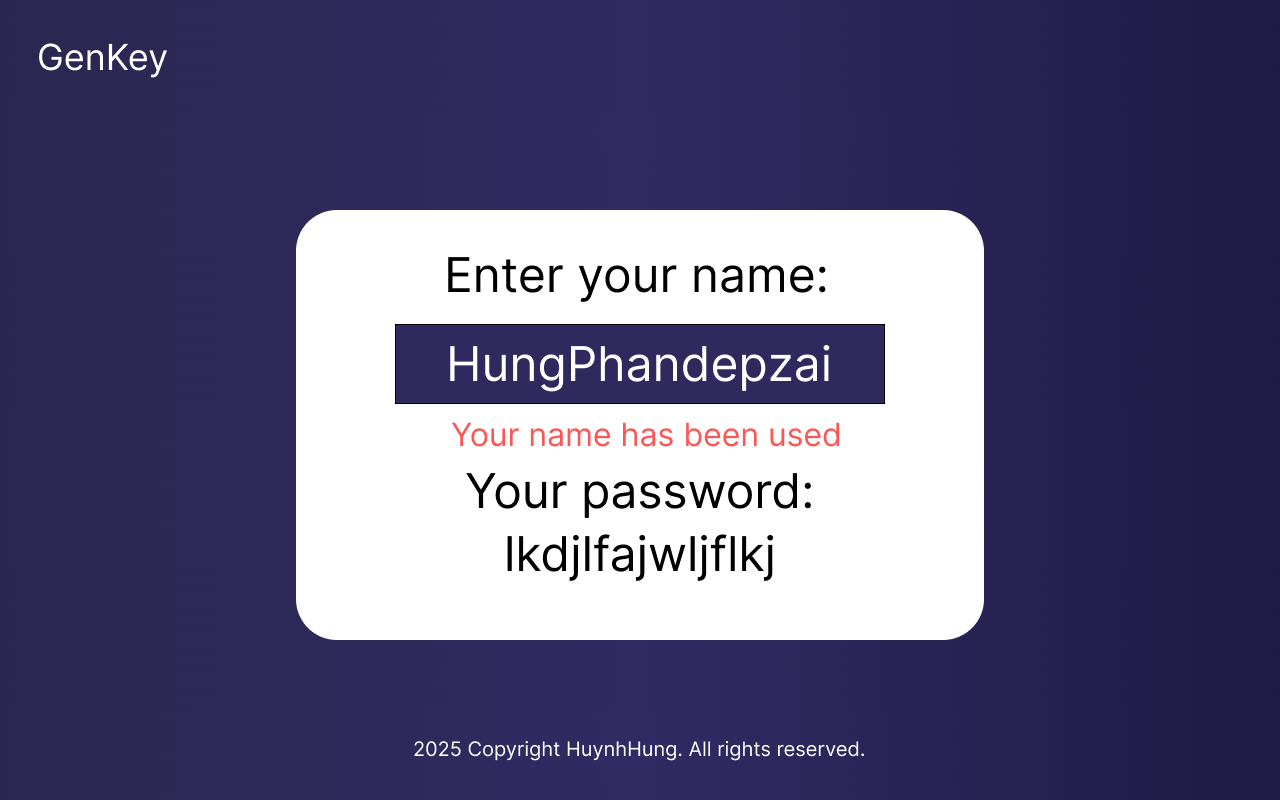 GenKey
Enter your name:
HungPhandepzai
Your name has been used
Your password:
lkdjlfajwljflkj
2025 Copyright HuynhHung. All rights reserved.